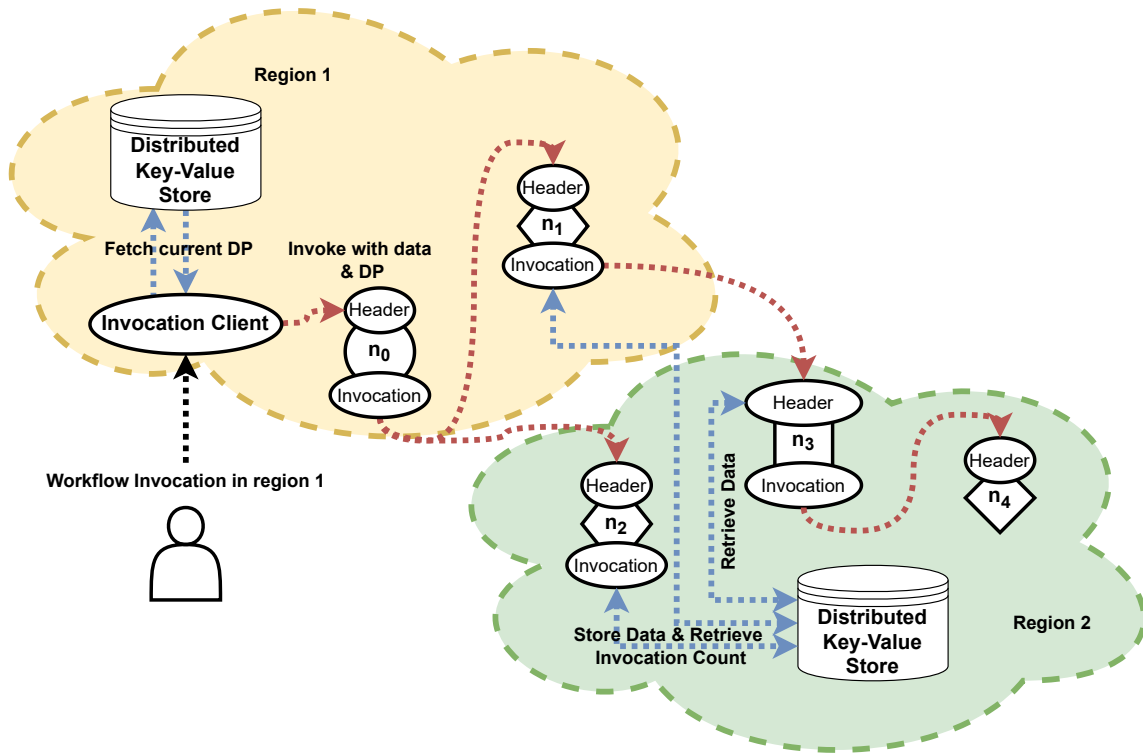 Region 1
Distributed
Key-Value
Store
Fetch current DP
Invocation Client
Invoke with data
& DP
Header
n0
Invocation
Header
n1
Invocation
Workflow Invocation in region 1
Header
n2
Invocation
Header
n3
Invocation
Header
n4
Retrieve Data
Store Data & Retrieve
Invocation Count
Distributed
Key-Value
Store
Region 2